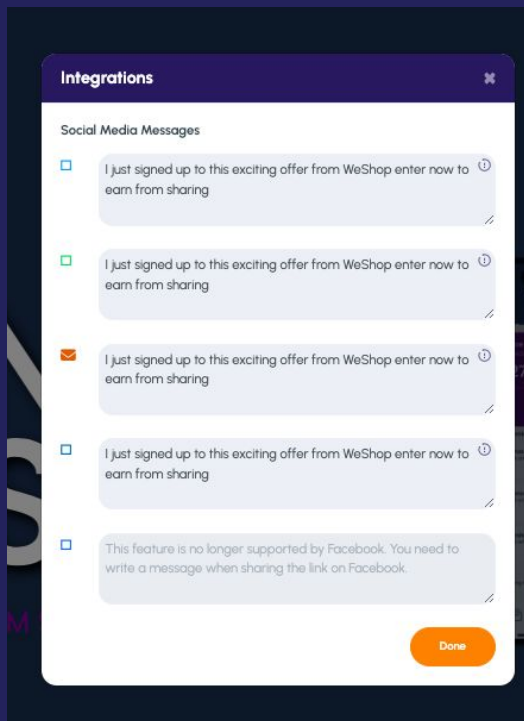 Integrations
Social Media Messages
I just signed up to this exciting offer from WeShop enter now to
earn from sharing
I just signed up to this exciting offer from WeShop enter now to
earn from sharing
I just signed up to this exciting offer from WeShop enter now to
earn from sharing
I just signed up to this exciting offer from WeShop enter now to
earn from sharing
This feature is no longer supported by Facebook. You need to
write a message when sharing the link on Facebook.
Done